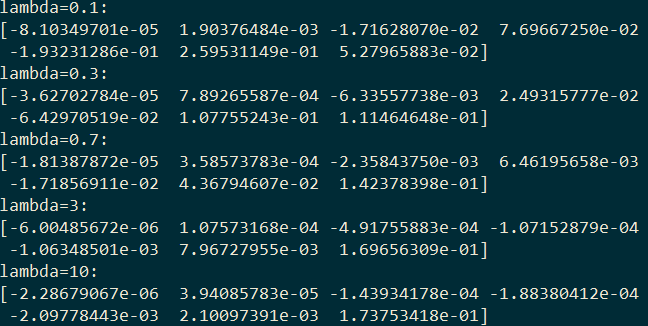 lambda=0.1:
[-8.10349701e-05  1.90376484e-03 -1.71628070e-02  7.69667250e-02
 -1.93231286e-01  2.59531149e-01  5.27965883e-02]
lambda=0.3:
[-3.62702784e-05  7.89265587e-04 -6.33557738e-03  2.49315777e-02
 -6.42970519e-02  1.07755243e-01  1.11464648e-01]
lambda=0.7:
[-1.81387872e-05  3.58573783e-04 -2.35843750e-03  6.46195658e-03
 -1.71856911e-02  4.36794607e-02  1.42378398e-01]
lambda=3:
[-6.00485672e-06  1.07573168e-04 -4.91755883e-04 -1.07152879e-04
 -1.06348501e-03  7.96727955e-03  1.69656309e-01]
lambda=10:
[-2.28679067e-06  3.94085783e-05 -1.43934178e-04 -1.88380412e-04
 -2.09778443e-03  2.10097391e-03  1.73753418e-01]